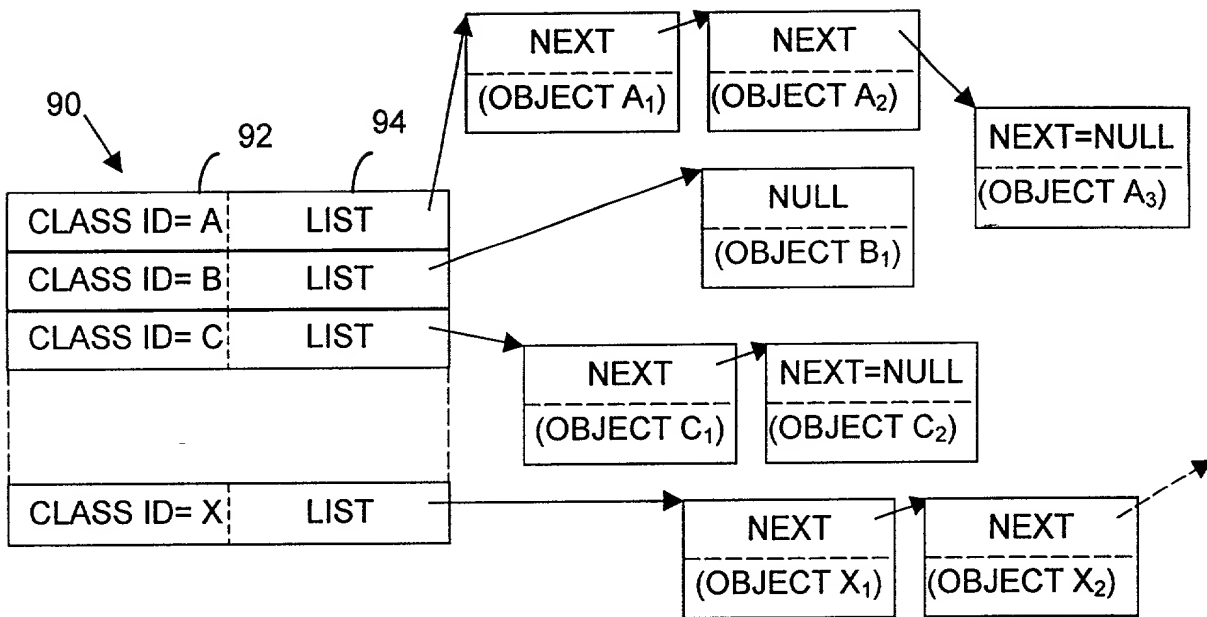 NEXT
(OBJECT A₁)
NEXT
(OBJECT A₂)
NEXT=NULL
(OBJECT A₃)
90
92
94
CLASS ID= A
LIST
NULL
(OBJECT B₁)
CLASS ID= B
LIST
CLASS ID= C
LIST
NEXT
(OBJECT C₁)
NEXT=NULL
(OBJECT C₂)
CLASS ID= X
LIST
NEXT
(OBJECT X₁)
NEXT
(OBJECT X₂)